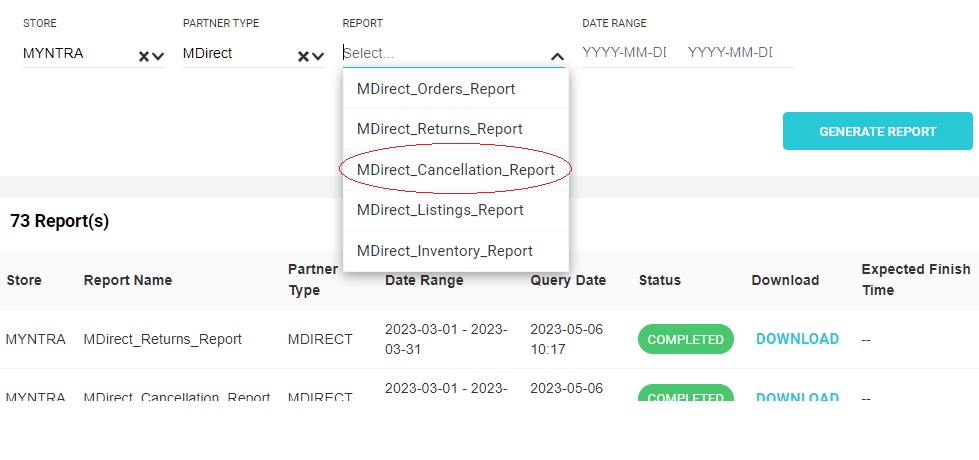 STORE PARTNER TYPE REPORT DATE RANGE
MYNTRA MDirect Select... YYYY-MM-DI YYYY-MM-DI
MDirect_Orders_Report
MDirect_Returns_Report
GENERATE REPORT
MDirect_Cancellation_Report
MDirect_Listings_Report
73 Report(s)
MDirect_Inventory_Report
Store Report Name Partner Type Date Range Query Date Status Download Expected Finish Time
MYNTRA MDirect_Returns_Report MDIRECT 2023-03-01 - 2023-03-31 2023-05-06 10:17 COMPLETED DOWNLOAD --
MYNTRA MDirect_Cancellation_Report MDIRECT 2023-03-01 - 2023- 2023-05-06 COMPLETED DOWNLOAD --